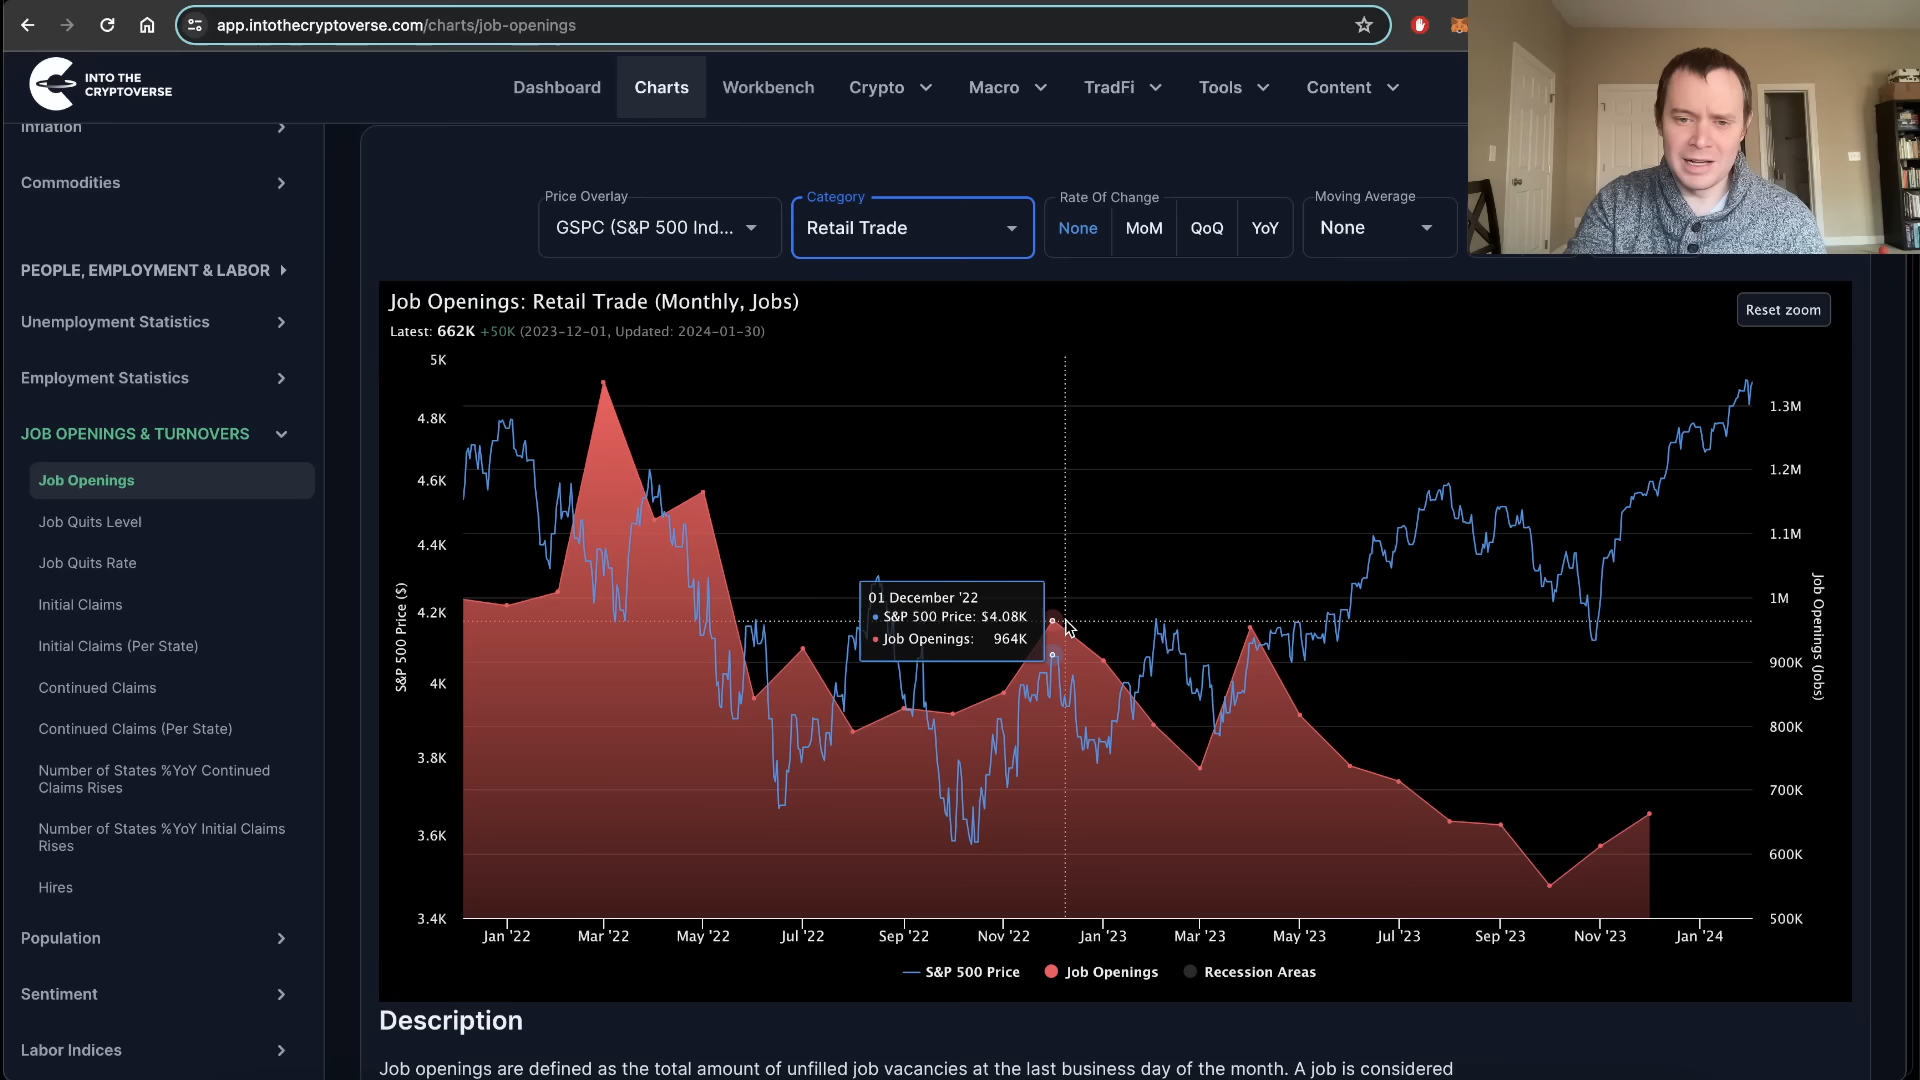 app.intothecryptoverse.com/charts/job-openings
INTO THE
CRYPTOVERSE
Dashboard
Charts
Workbench
Crypto
Macro
TradFi
Tools
Content
Inflation
Commodities
PEOPLE, EMPLOYMENT & LABOR
Unemployment Statistics
Employment Statistics
JOB OPENINGS & TURNOVERS
Job Openings
Job Quits Level
Job Quits Rate
Initial Claims
Initial Claims (Per State)
Continued Claims
Continued Claims (Per State)
Number of States %YoY Continued
Claims Rises
Number of States %YoY Initial Claims
Rises
Hires
Population
Sentiment
Labor Indices
Price Overlay
GSPC (S&P 500 Ind...
Category
Retail Trade
Rate Of Change
None MoM QoQ YoY
Moving Average
None
Job Openings: Retail Trade (Monthly, Jobs)
Latest: 662K +50K (2023-12-01, Updated: 2024-01-30)
Reset zoom
5K
4.8K
4.6K
4.4K
4.2K
4K
3.8K
3.6K
3.4K
S&P 500 Price ($)
01 December '22
S&P 500 Price: $4.08K
Job Openings: 964K
1.3M
1.2M
1.1M
1M
900K
800K
700K
600K
500K
Job Openings (Jobs)
Jan '22 Mar '22 May '22 Jul '22 Sep '22 Nov '22 Jan '23 Mar '23 May '23 Jul '23 Sep '23 Nov '23 Jan '24
S&P 500 Price Job Openings Recession Areas
Description
Job openings are defined as the total amount of unfilled job vacancies at the last business day of the month. A job is considered